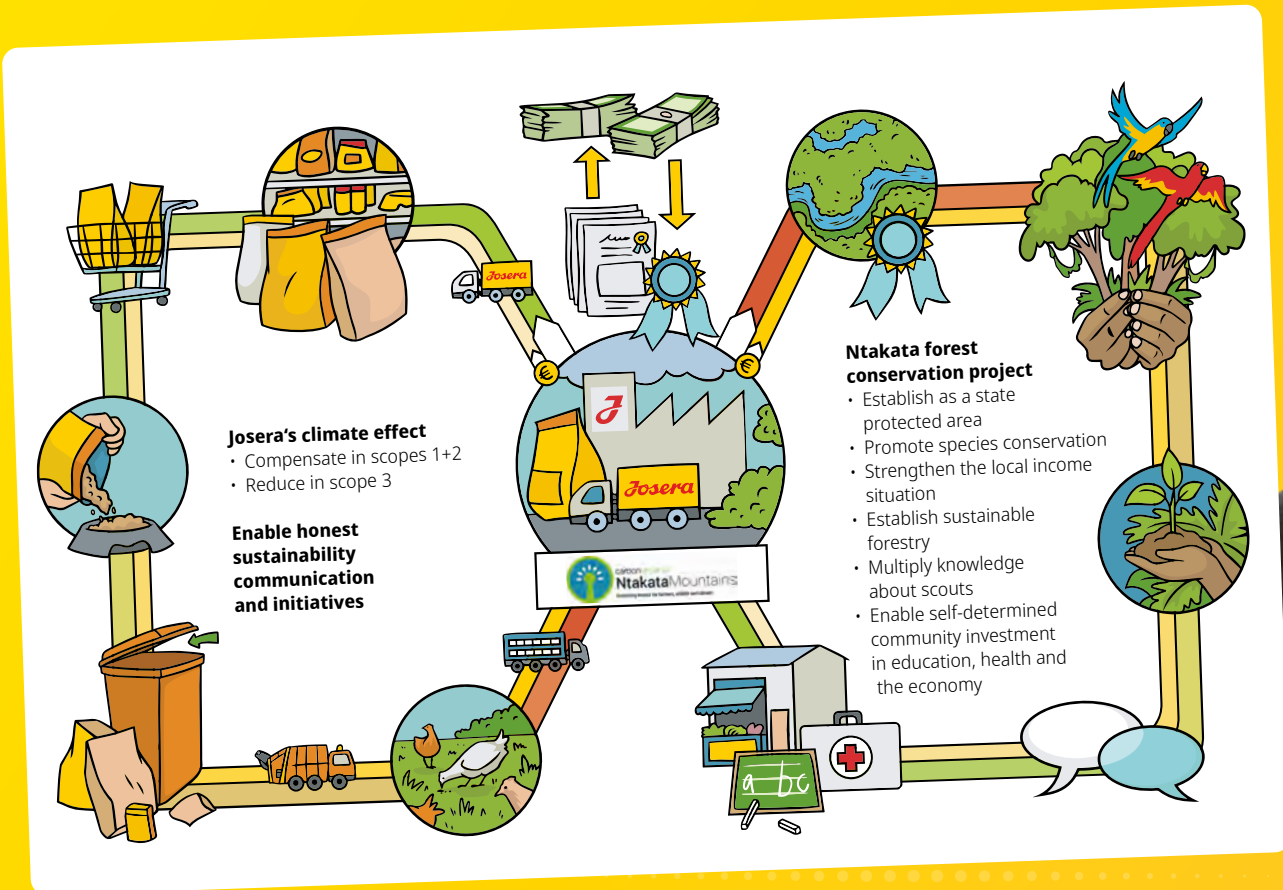 Josera
Josera's climate effect
• Compensate in scopes 1+2
• Reduce in scope 3
Enable honest
sustainability
communication
and initiatives
€
€
J
Josera
carbon
NtakataMountains
Ntakata forest
conservation project
• Establish as a state
protected area
• Promote species conservation
• Strengthen the local income
situation
• Establish sustainable
forestry
• Multiply knowledge
about scouts
• Enable self-determined
community investment
in education, health and
the economy
abc